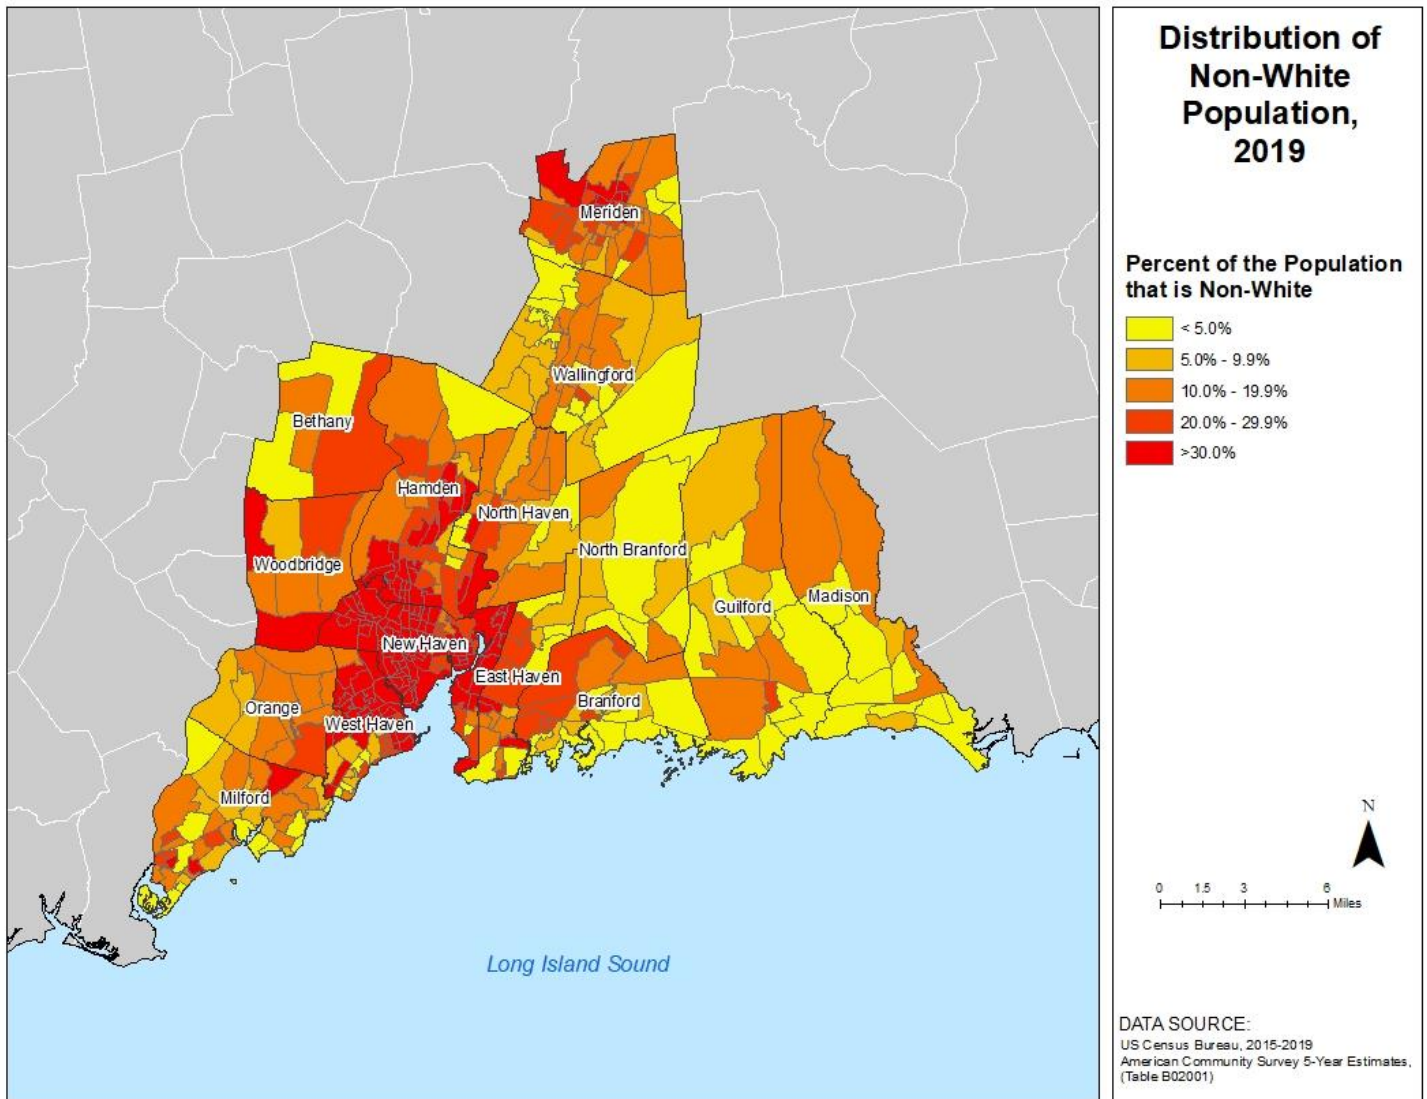 Distribution of
Non-White
Population,
2019
Percent of the Population
that is Non-White
< 5.0%
5.0% - 9.9%
10.0% - 19.9%
20.0% - 29.9%
>30.0%
Meriden
Wallingford
Bethany
Hamden
North Haven
North Branford
Woodbridge
Guilford
Madison
New Haven
East Haven
Branford
Orange
West Haven
Milford
Long Island Sound
N
0 1.5 3 6
Miles
DATA SOURCE:
US Census Bureau, 2015-2019
American Community Survey 5-Year Estimates,
(Table B02001)